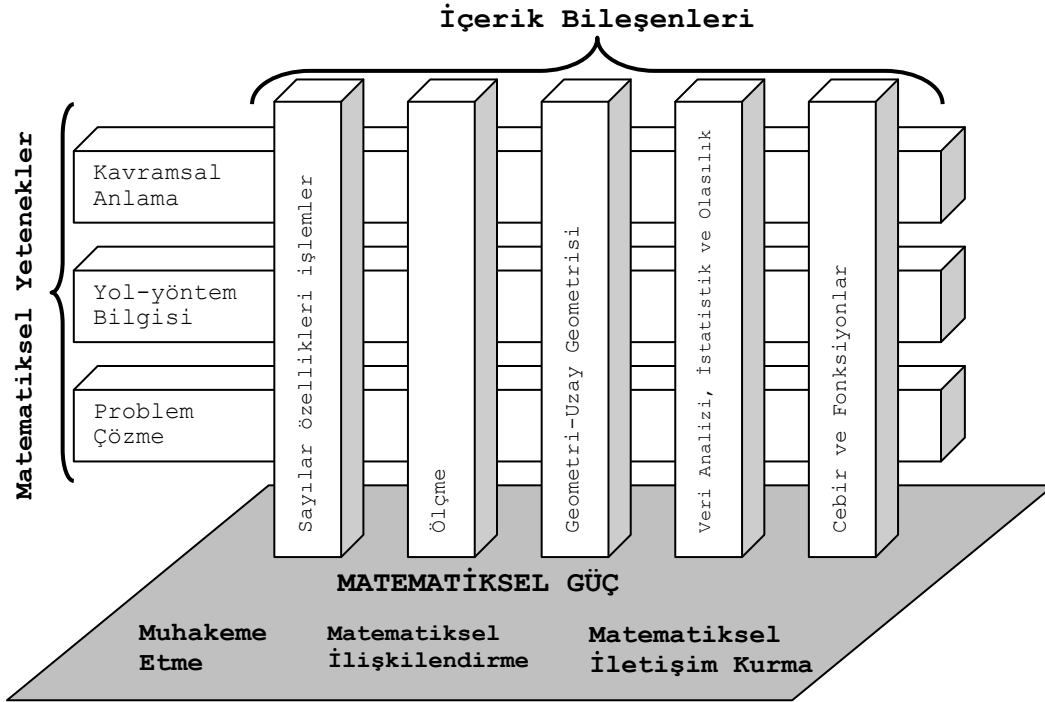 İçerik Bileşenleri
Matematiksel Yetenekler
Kavramsal
Anlama
Yol-yöntem
Bilgisi
Problem
Çözme
Sayılar özellikleri işlemler
Ölçme
Geometri-Uzay Geometrisi
Veri Analizi, İstatistik ve Olasılık
Cebir ve Fonksiyonlar
MATEMATİKSEL GÜÇ
Muhakeme
Etme
Matematiksel
İlişkilendirme
Matematiksel
İletişim Kurma